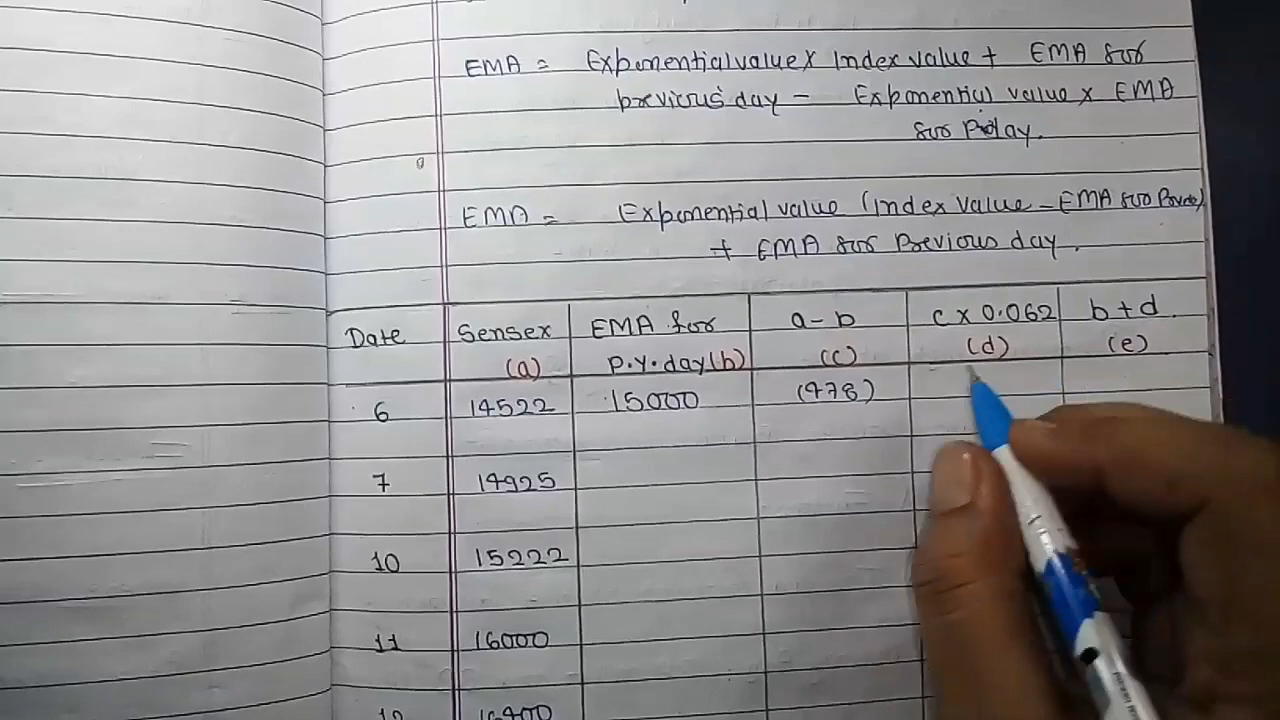 EMA = Exponential value x Index value + EMA for
previous day - Exponential value x EMA
for P. day.
EMA = Exponential value (Index value - EMA for
+ EMA for Previous day.
Date Sensex EMA for a-b c x 0.062 b+d
(a) P.y.day(b) (c) (d) (e)
6 14522 15000 (478)
7 14925
10 15222
11 16000
16400